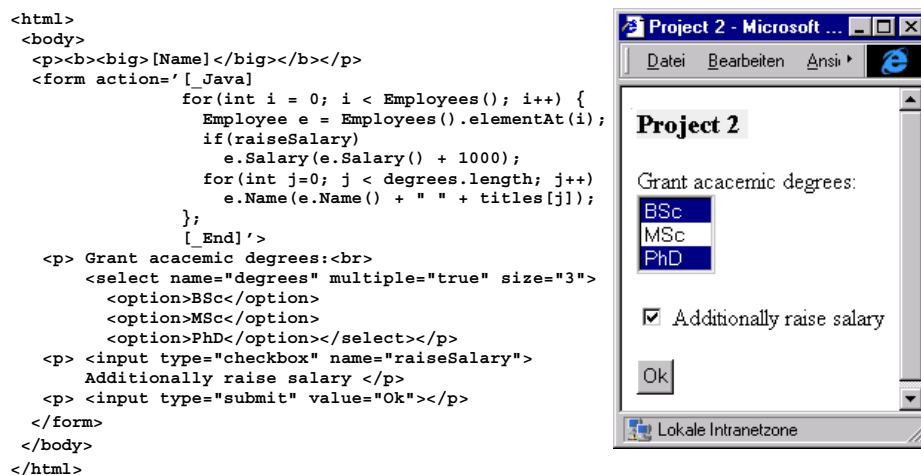 <html>
<body>
<p><b><big>[Name]</big></b></p>
<form action='[_Java]
for(int i = 0; i < Employees(); i++) {
Employee e = Employees().elementAt(i);
if(raiseSalary)
e.Salary(e.Salary() + 1000);
for(int j=0; j < degrees.length; j++)
e.Name(e.Name() + " " + titles[j]);
};
[_End]'>
<p> Grant acacemic degrees:<br>
<select name="degrees" multiple="true" size="3">
<option>BSc</option>
<option>MSc</option>
<option>PhD</option></select></p>
<p> <input type="checkbox" name="raiseSalary">
Additionally raise salary </p>
<p> <input type="submit" value="Ok"></p>
</form>
</body>
</html>
Project 2 - Microsoft ...
Datei Bearbeiten Ansi
Project 2
Grant acacemic degrees:
BSc
MSc
PhD
Additionally raise salary
Ok
Lokale Intranetzone